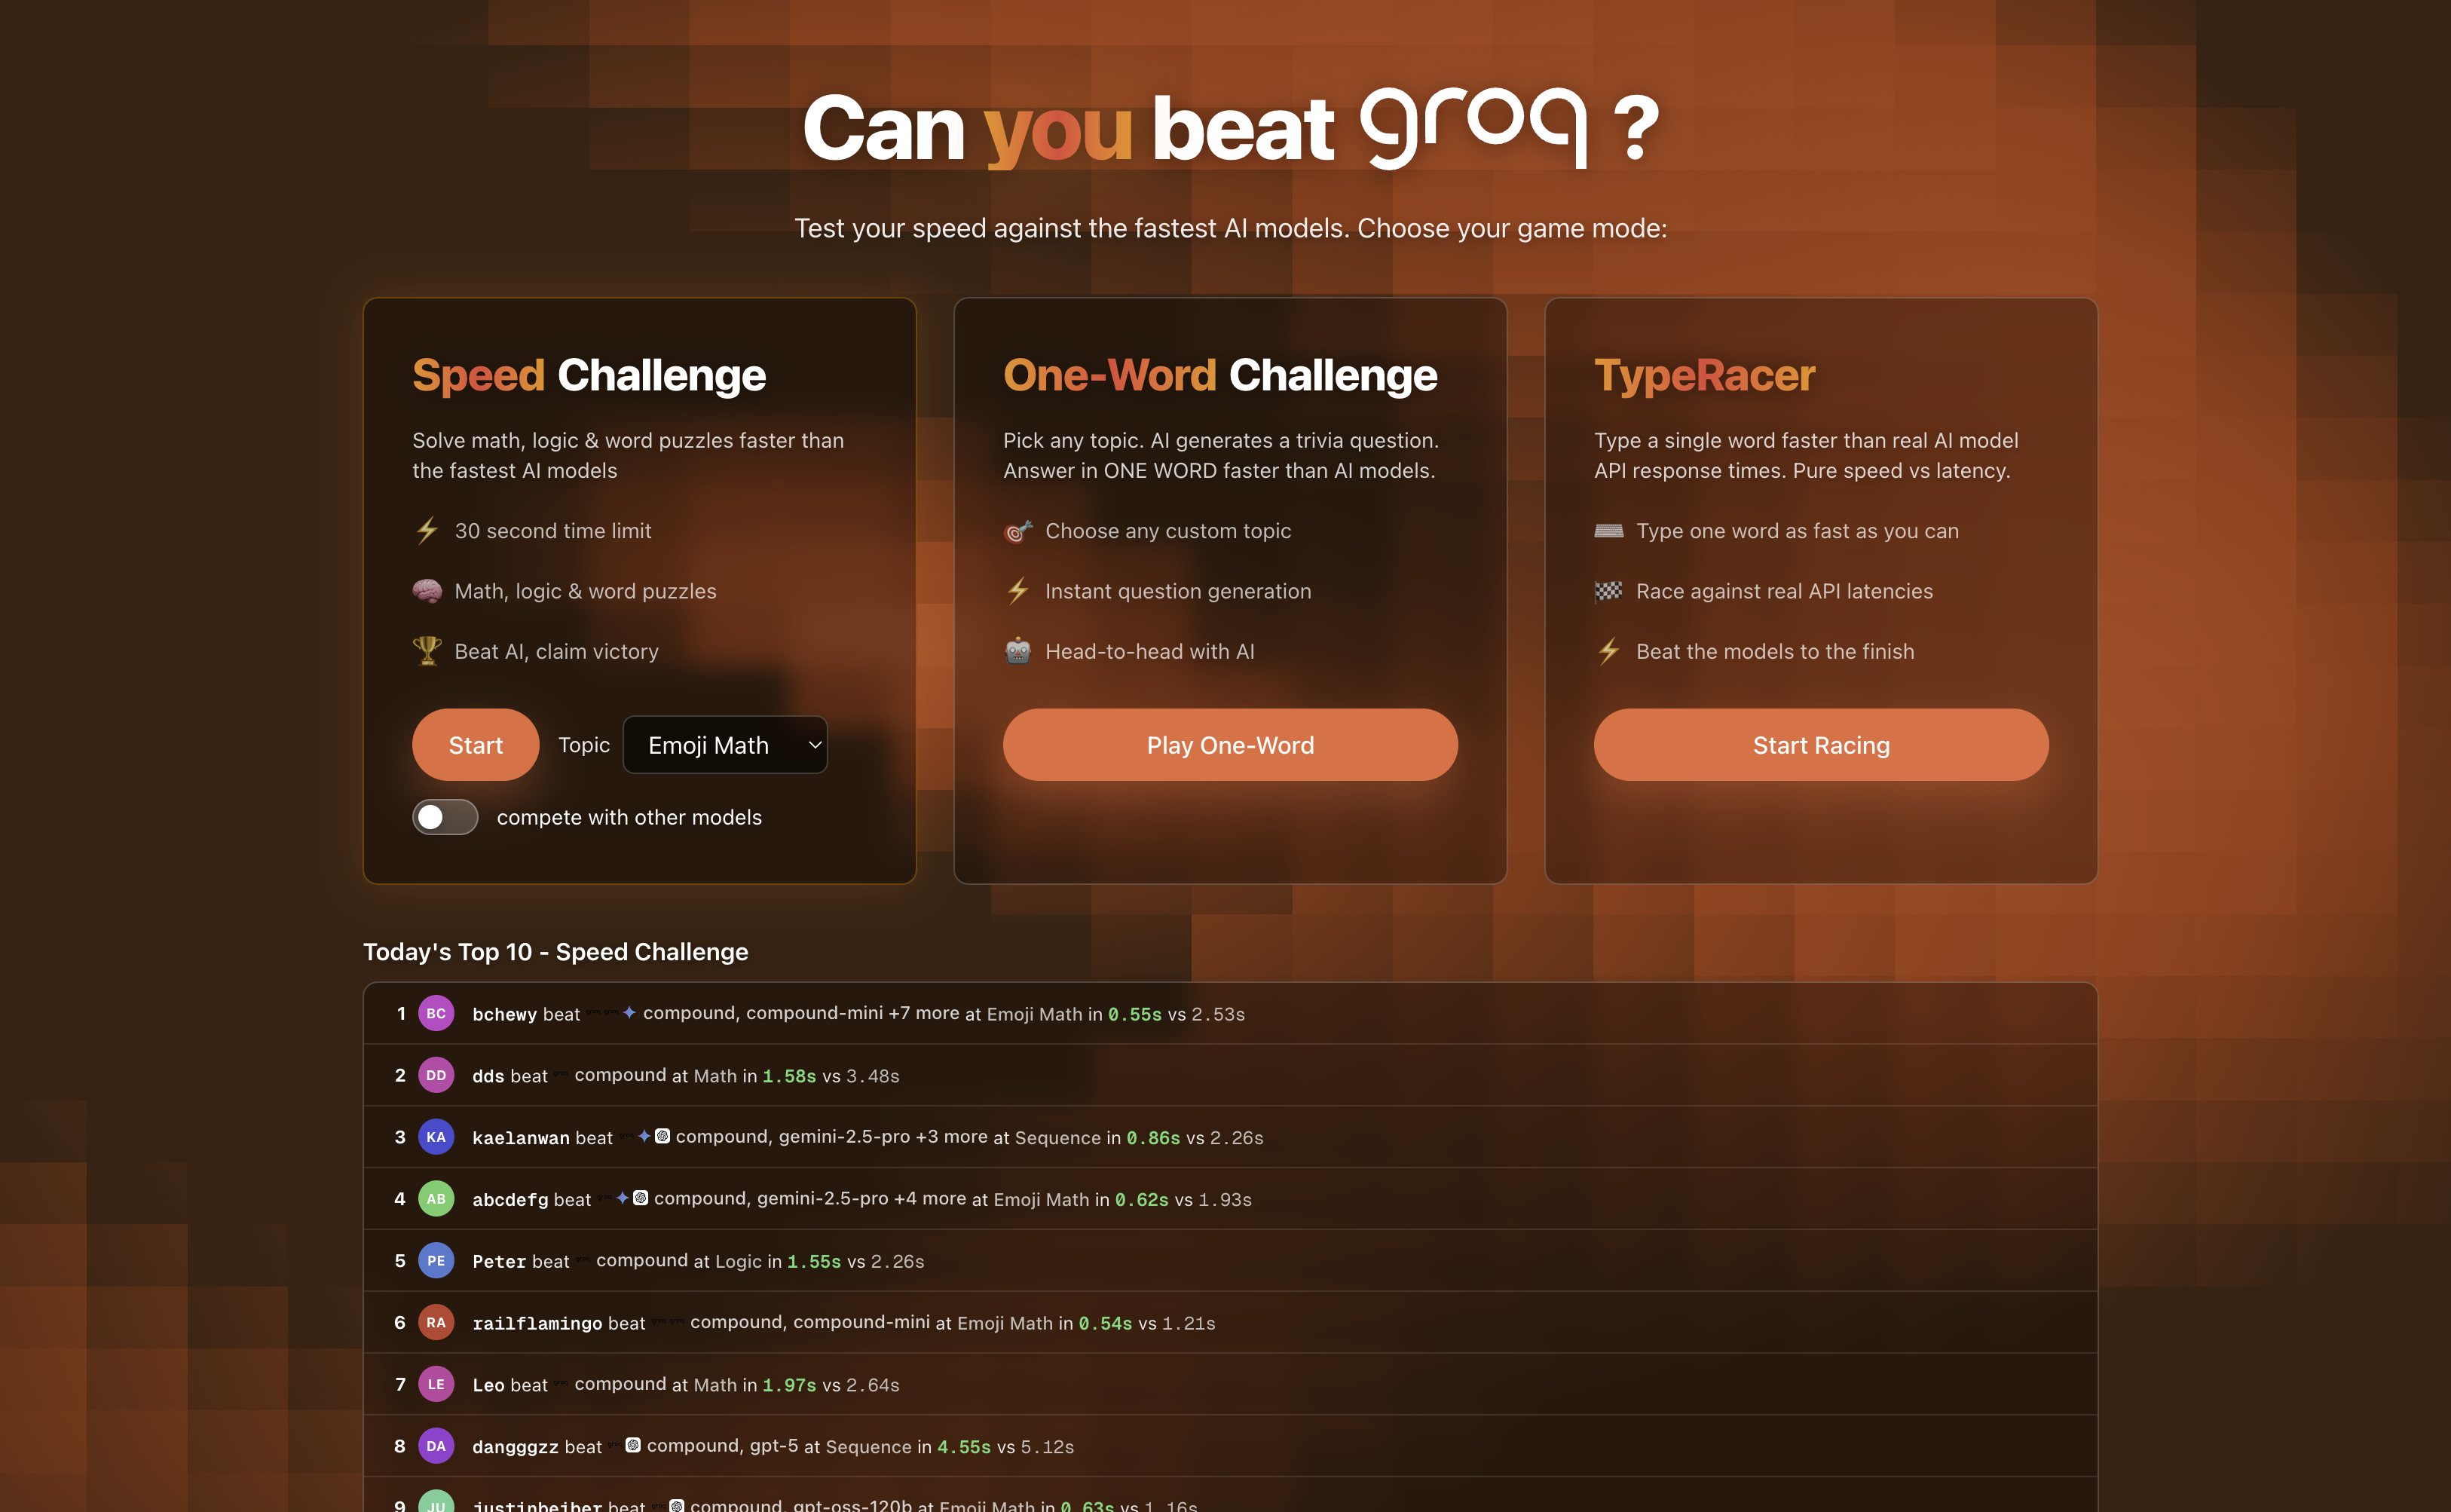 Can you beat groq ?
Test your speed against the fastest AI models. Choose your game mode:
Speed Challenge
Solve math, logic & word puzzles faster than
the fastest AI models
30 second time limit
Math, logic & word puzzles
Beat AI, claim victory
Start Topic Emoji Math
compete with other models
One-Word Challenge
Pick any topic. AI generates a trivia question.
Answer in ONE WORD faster than AI models.
Choose any custom topic
Instant question generation
Head-to-head with AI
Play One-Word
TypeRacer
Type a single word faster than real AI model
API response times. Pure speed vs latency.
Type one word as fast as you can
Race against real API latencies
Beat the models to the finish
Start Racing
Today's Top 10 - Speed Challenge
1 BC bchewy beat compound, compound-mini +7 more at Emoji Math in 0.55s vs 2.53s
2 DD dds beat compound at Math in 1.58s vs 3.48s
3 KA kaelanwan beat compound, gemini-2.5-pro +3 more at Sequence in 0.86s vs 2.26s
4 AB abcdefg beat compound, gemini-2.5-pro +4 more at Emoji Math in 0.62s vs 1.93s
5 PE Peter beat compound at Logic in 1.55s vs 2.26s
6 RA railflamingo beat compound, compound-mini at Emoji Math in 0.54s vs 1.21s
7 LE Leo beat compound at Math in 1.97s vs 2.64s
8 DA dangggzz beat compound, gpt-5 at Sequence in 4.55s vs 5.12s
9 JU justinbeiber beat compound, gpt-oss-120b at Emoji Math in 0.63s vs 1.16s